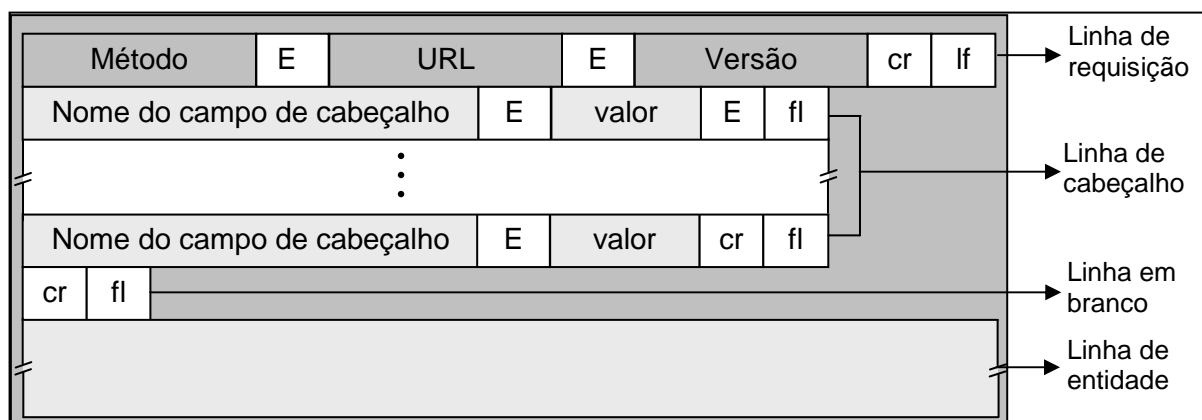 Método E URL E Versão cr lf
Linha de
requisição
Nome do campo de cabeçalho E valor E fl
Linha de
cabeçalho
Nome do campo de cabeçalho E valor cr fl
cr fl
Linha em
branco
Linha de
entidade